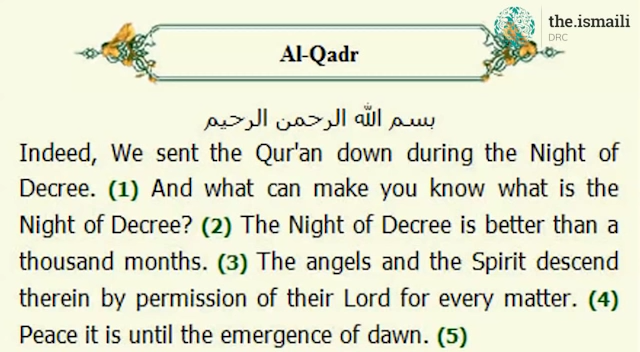 the.ismaili
DRC
Al-Qadr
بسم الله الرحمن الرحيم
Indeed, We sent the Qur'an down during the Night of
Decree. (1) And what can make you know what is the
Night of Decree? (2) The Night of Decree is better than a
thousand months. (3) The angels and the Spirit descend
therein by permission of their Lord for every matter. (4)
Peace it is until the emergence of dawn. (5)